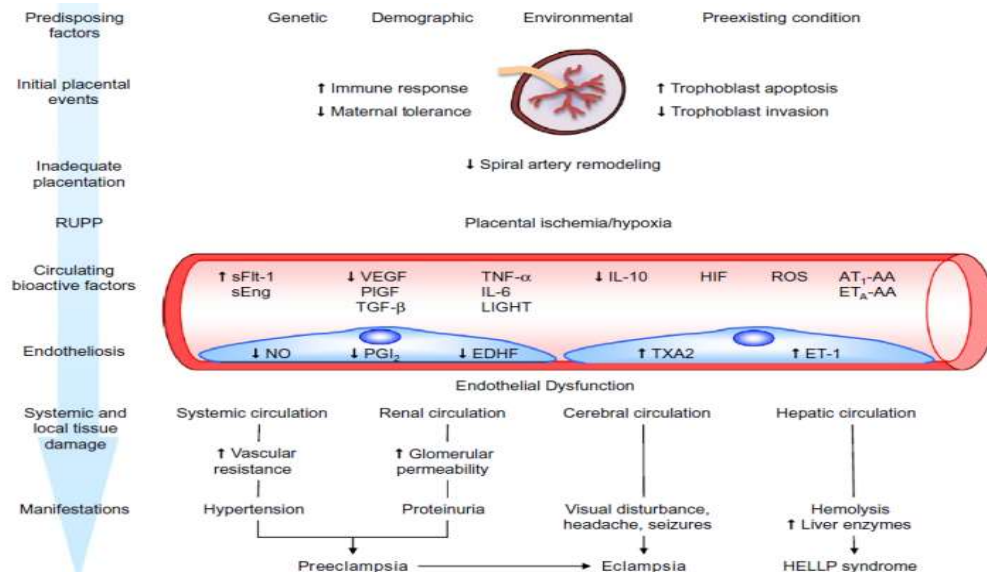 Predisposing factors
Genetic Demographic Environmental Preexisting condition
Initial placental events
↑ Immune response
↓ Maternal tolerance
↑ Trophoblast apoptosis
↓ Trophoblast invasion
Inadequate placentation
↓ Spiral artery remodeling
RUPP
Placental ischemia/hypoxia
Circulating bioactive factors
↑ sFlt-1
sEng
↓ VEGF
PlGF
TGF-β
TNF-α
IL-6
LIGHT
↓ IL-10
HIF
ROS
AT₁-AA
ET_A-AA
Endotheliosis
↓ NO ↓ PGI₂ ↓ EDHF ↑ TXA2 ↑ ET-1
Endothelial Dysfunction
Systemic and local tissue damage
Systemic circulation Renal circulation Cerebral circulation Hepatic circulation
↑ Vascular resistance
↑ Glomerular permeability
Manifestations
Hypertension
Proteinuria
Visual disturbance,
headache, seizures
Hemolysis
↑ Liver enzymes
Preeclampsia Eclampsia HELLP syndrome